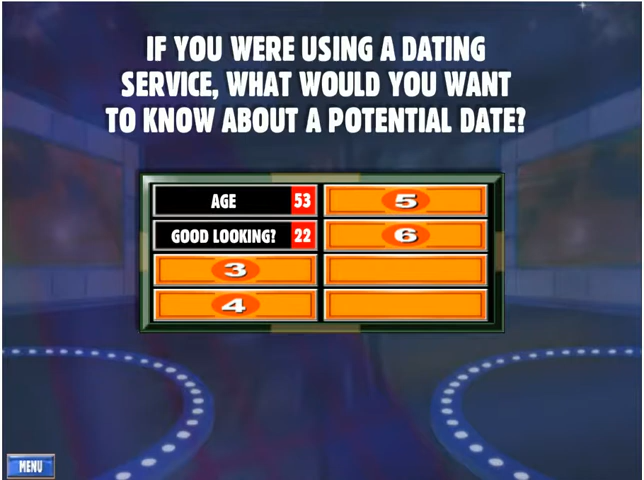 IF YOU WERE USING A DATING
SERVICE, WHAT WOULD YOU WANT
TO KNOW ABOUT A POTENTIAL DATE?
AGE 53
GOOD LOOKING? 22
3
4
5
6
MENU